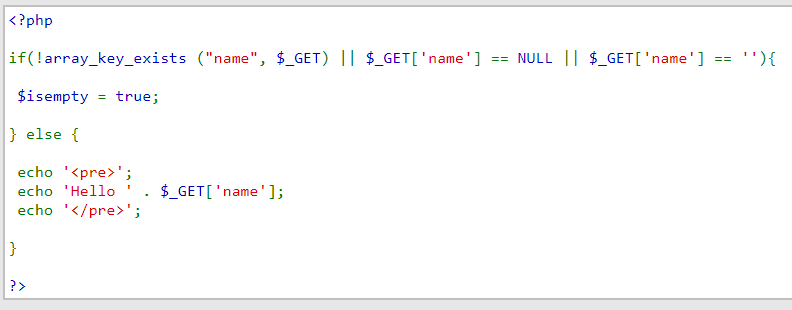 <?php
if(!array_key_exists ("name", $_GET) || $_GET['name'] == NULL || $_GET['name'] == ''){
$isempty = true;
} else {
echo '<pre>';
echo 'Hello ' . $_GET['name'];
echo '</pre>';
}
?>